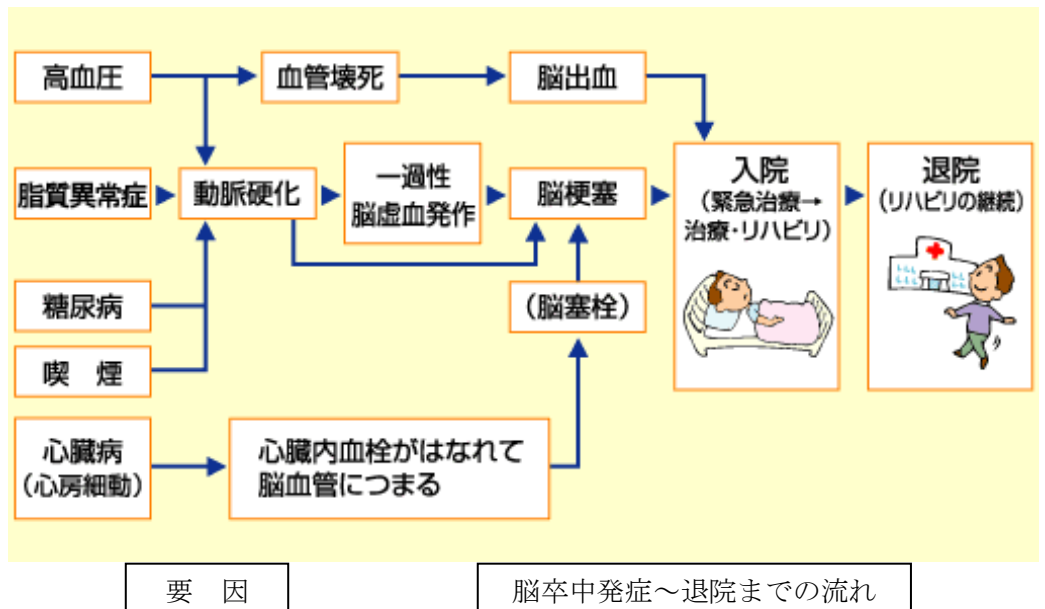 高血圧
血管壊死
脳出血
脂質異常症
動脈硬化
一過性
脳虚血発作
脳梗塞
入院
(緊急治療→
治療・リハビリ)
退院
(リハビリの継続)
糖尿病
(脳塞栓)
喫　煙
心臓病
(心房細動)
心臓内血栓がはなれて
脳血管につまる
要　因
脳卒中発症～退院までの流れ